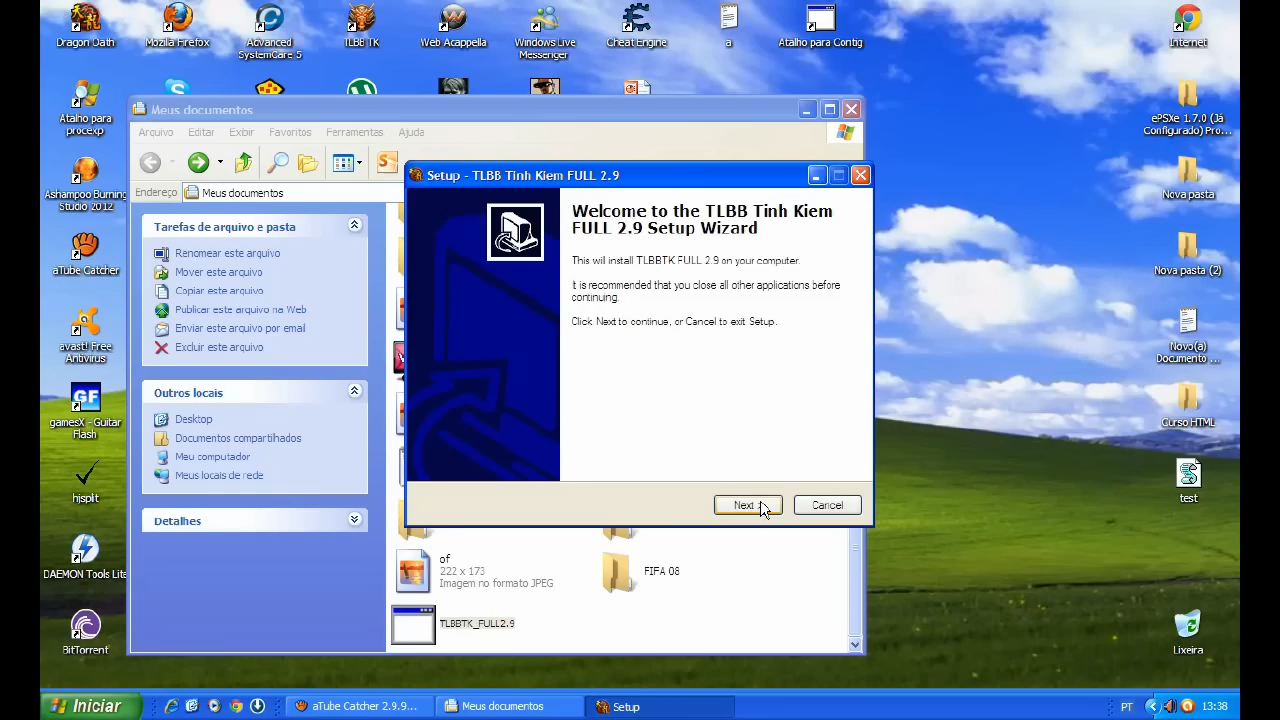 Dragon Oath
Mozilla Firefox
Advanced
SystemCare 5
TLBB TK
Web Acappella
Windows Live
Messenger
Cheat Engine
a
Atalho para Contig
Internet
Atalho para
procexp
Ashampoo Burning
Studio 2012
aTube Catcher
avast! Free
Antivirus
GF
gamesX - Guitar
Flash
hjsplit
DAEMON Tools Lite
BitTorrent
Meus documentos
Arquivo Editar Exibir Favoritos Ferramentas Ajuda
Endereço Meus documentos
Tarefas de arquivo e pasta
Renomear este arquivo
Mover este arquivo
Copiar este arquivo
Publicar este arquivo na Web
Enviar este arquivo por email
Excluir este arquivo
Outros locais
Desktop
Documentos compartilhados
Meu computador
Meus locais de rede
Detalhes
Setup - TLBB Tinh Kiem FULL 2.9
Welcome to the TLBB Tinh Kiem
FULL 2.9 Setup Wizard
This will install TLBBTK FULL 2.9 on your computer.
It is recommended that you close all other applications before
continuing.
Click Next to continue, or Cancel to exit Setup.
Next Cancel
of
222 x 173
Imagem no formato JPEG
FIFA 08
TLBBTK_FULL2.9
ePSXe 1.7.0 (Já
Configurado) Pro...
Nova pasta
Nova pasta (2)
Novo(a)
Documento ...
Curso HTML
test
Lixeira
Iniciar
aTube Catcher 2.9.9...
Meus documentos
Setup
PT
13:38